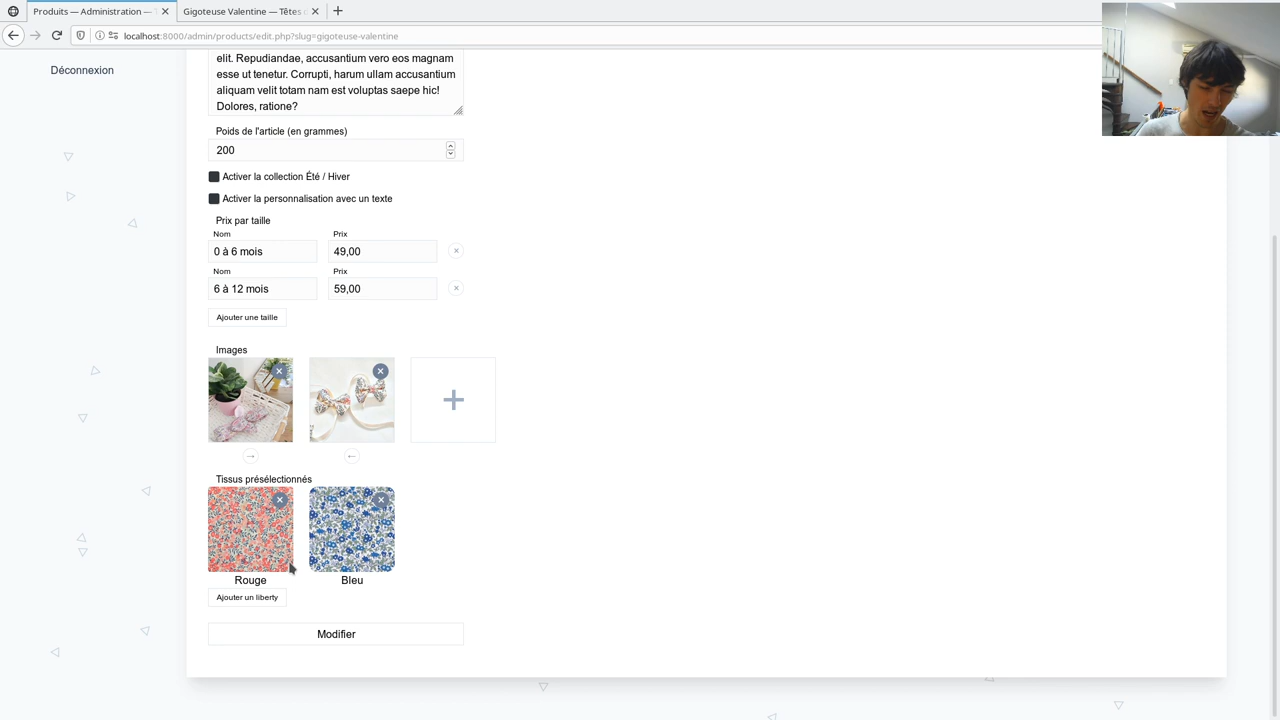 Produits — Administration —
Gigoteuse Valentine — Têtes
localhost:8000/admin/products/edit.php?slug=gigoteuse-valentine
Déconnexion
elit. Repudiandae, accusantium vero eos magnam
esse ut tenetur. Corrupti, harum ullam accusantium
aliquam velit totam nam est voluptas saepe hic!
Dolores, ratione?
Poids de l'article (en grammes)
200
Activer la collection Été / Hiver
Activer la personnalisation avec un texte
Prix par taille
Nom Prix
0 à 6 mois 49,00
Nom Prix
6 à 12 mois 59,00
Ajouter une taille
Images
Tissus présélectionnés
Rouge Bleu
Ajouter un liberty
Modifier